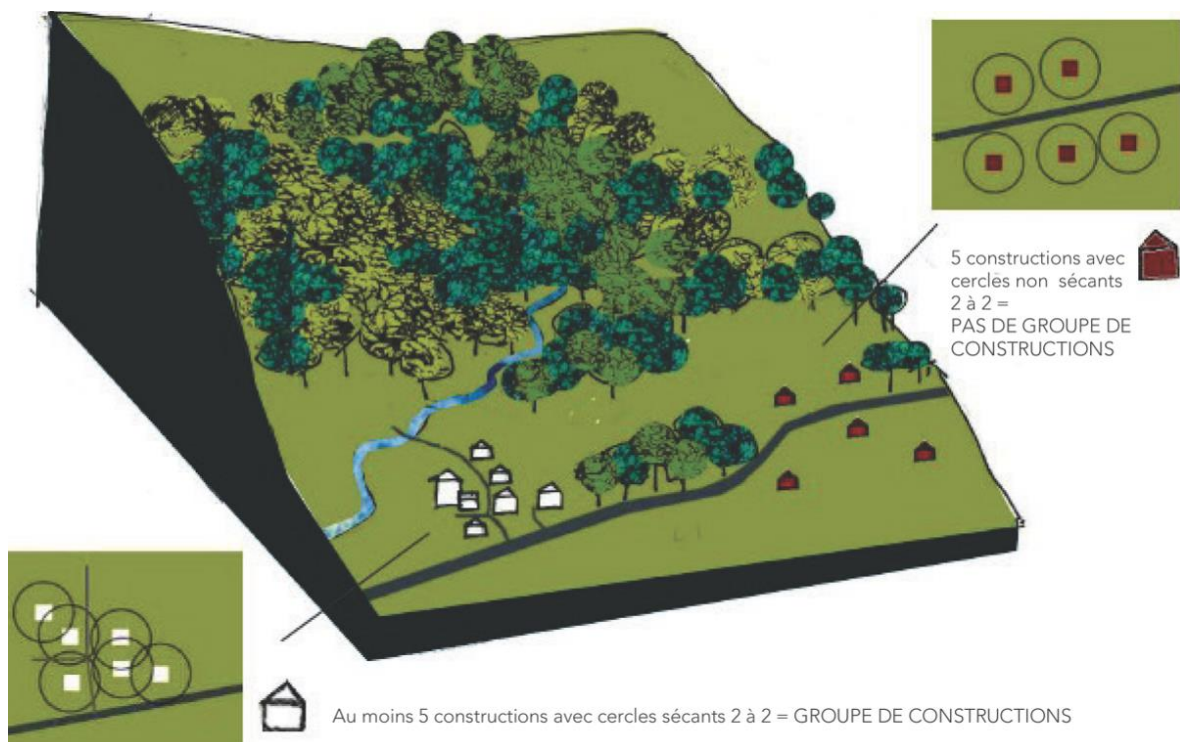 5 constructions avec
cercles non sécants
2 à 2 =
PAS DE GROUPE DE
CONSTRUCTIONS
Au moins 5 constructions avec cercles sécants 2 à 2 = GROUPE DE CONSTRUCTIONS